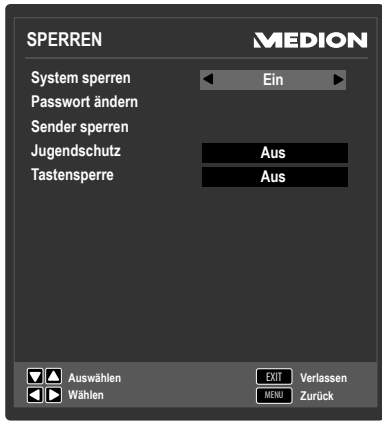 SPERREN MEDION
System sperren Ein
Passwort ändern
Sender sperren
Jugendschutz Aus
Tastensperre Aus
Auswählen EXIT Verlassen
Wählen MENU Zurück